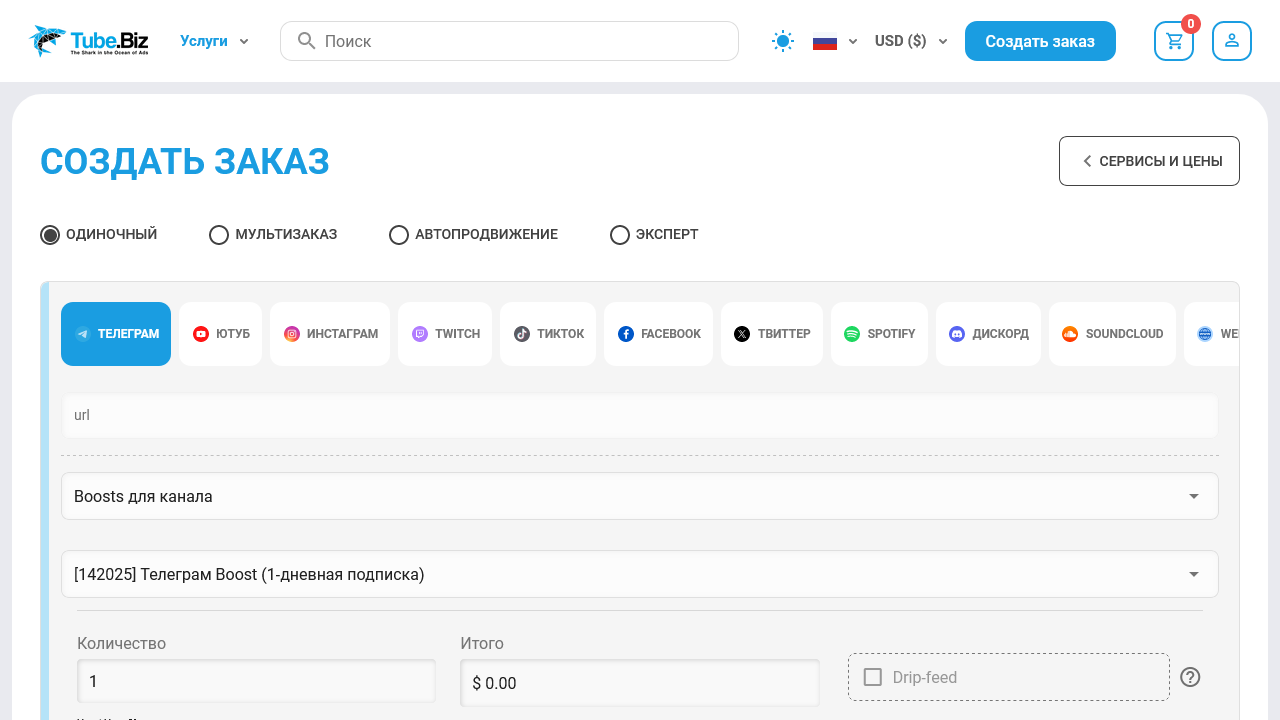 Tube.Biz
The Shark in the Ocean of Ads
Услуги
Поиск
USD ($)
Создать заказ
0
СОЗДАТЬ ЗАКАЗ
СЕРВИСЫ И ЦЕНЫ
ОДИНОЧНЫЙ
МУЛЬТИЗАКАЗ
АВТОПРОДВИЖЕНИЕ
ЭКСПЕРТ
ТЕЛЕГРАМ
ЮТУБ
ИНСТАГРАМ
TWITCH
ТИКТОК
FACEBOOK
ТВИТТЕР
SPOTIFY
ДИСКОРД
SOUNDCLOUD
url
Boosts для канала
[142025] Телеграм Boost (1-дневная подписка)
Количество
Итого
1
$ 0.00
Drip-feed